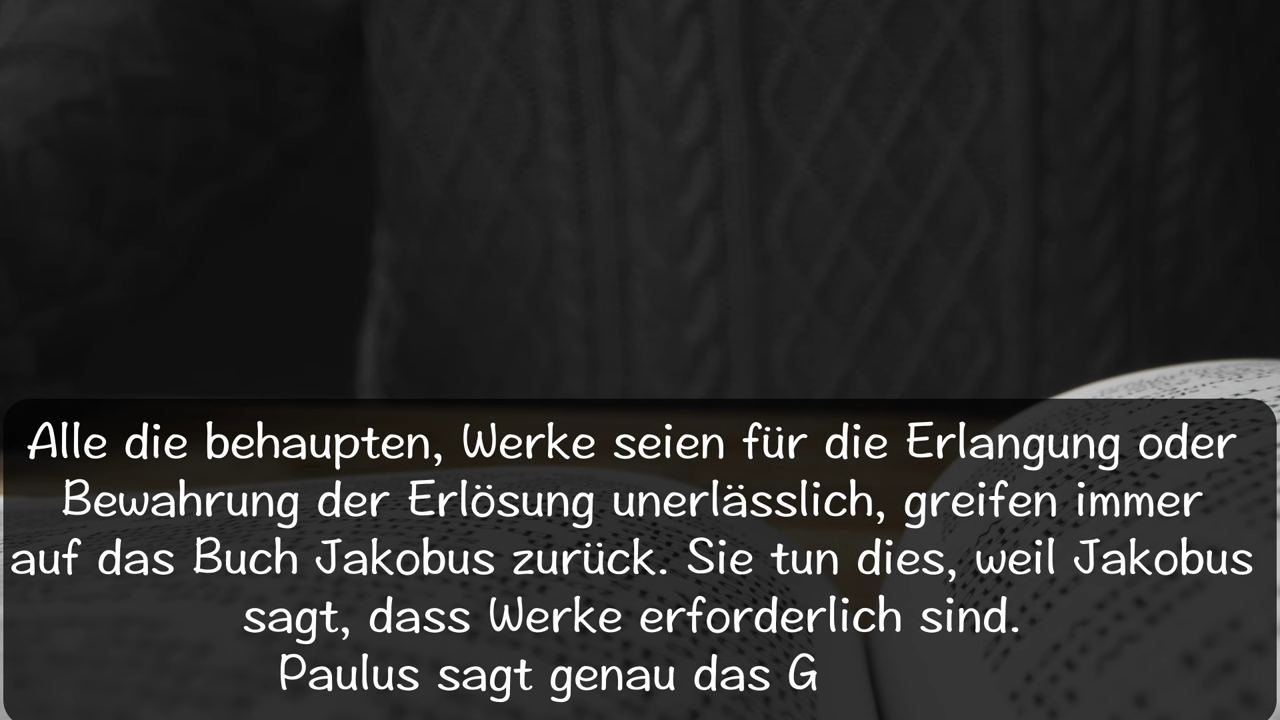 Alle die behaupten, Werke seien für die Erlangung oder
Bewahrung der Erlösung unerlässlich, greifen immer
auf das Buch Jakobus zurück. Sie tun dies, weil Jakobus
sagt, dass Werke erforderlich sind.
Paulus sagt genau das G